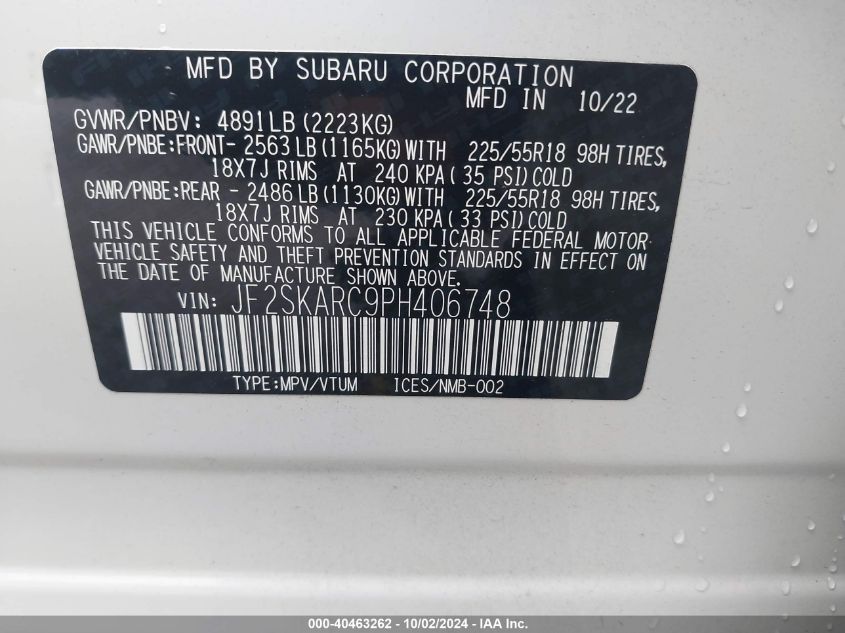 MFD BY SUBARU CORPORATION
MFD IN 10/22
GVWR/PNBV: 4891LB (2223KG)
GAWR/PNBE:FRONT- 2563LB(1165KG)WITH 225/55R18 98H TIRES,
18X7J RIMS AT 240 KPA( 35 PSI)COLD
GAWR/PNBE:REAR - 2486LB(1130KG)WITH 225/55R18 98H TIRES,
18X7J RIMS AT 230 KPA( 33 PSI)COLD
THIS VEHICLE CONFORMS TO ALL APPLICABLE FEDERAL MOTOR
VEHICLE SAFETY AND THEFT PREVENTION STANDARDS IN EFFECT ON
THE DATE OF MANUFACTURE SHOWN ABOVE.
VIN: JF2SKARC9PH406748
TYPE:MPV/VTUM ICES/NMB-002
000-40463262 - 10/02/2024 - IAA Inc.